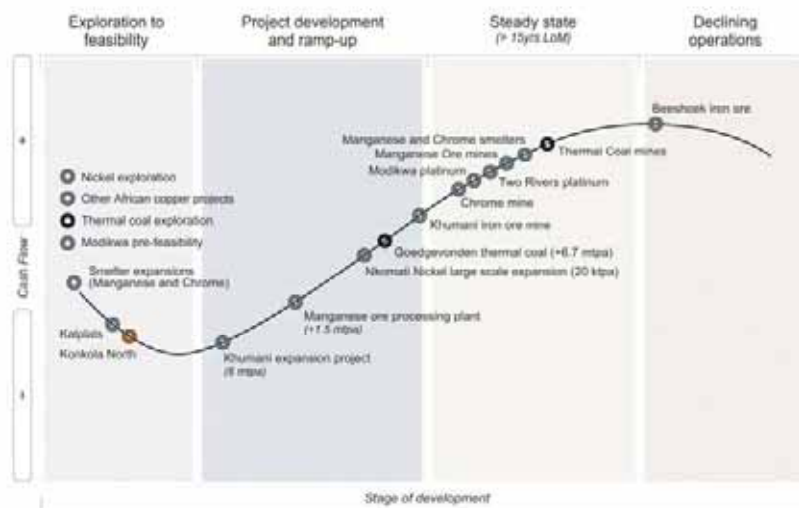 Exploration to
feasibility
Project development
and ramp-up
Steady state
(> 15yrs LoM)
Declining
operations
Cash Flow
+
Beeshoek iron ore
Manganese and Chrome smelters
Thermal Coal mines
Manganese Ore mines
Modikwa platinum
Two Rivers platinum
Chrome mine
Khumani Iron ore mine
Goedgevonden thermal coal (+6.7 mtpa)
Nkomati Nickel large scale expansion (20 ktpa)
Nickel exploration
Other African copper projects
Thermal coal exploration
Modikwa pre-feasibility
Smelter expansions
(Manganese and Chrome)
Manganese ore processing plant
(+1.5 mtpa)
Kalplats
Konkola North
Khumani expansion project
(6 mtpa)
Stage of development